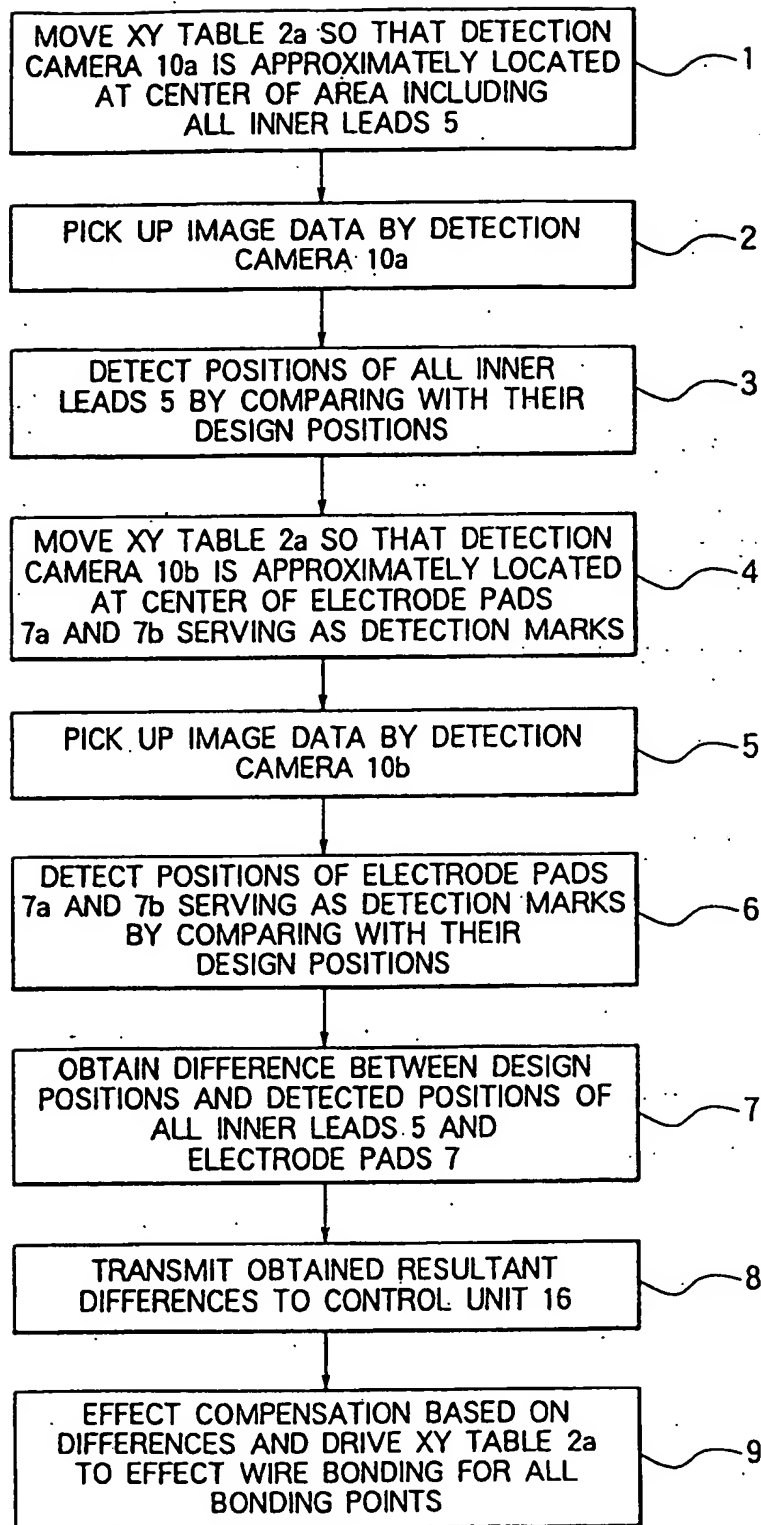 MOVE XY TABLE 2a SO THAT DETECTION
CAMERA 10a IS APPROXIMATELY LOCATED
AT CENTER OF AREA INCLUDING
ALL INNER LEADS 5
1
PICK UP IMAGE DATA BY DETECTION
CAMERA 10a
2
DETECT POSITIONS OF ALL INNER
LEADS 5 BY COMPARING WITH THEIR
DESIGN POSITIONS
3
MOVE XY TABLE 2a SO THAT DETECTION
CAMERA 10b IS APPROXIMATELY LOCATED
AT CENTER OF ELECTRODE PADS
7a AND 7b SERVING AS DETECTION MARKS
4
PICK UP IMAGE DATA BY DETECTION
CAMERA 10b
5
DETECT POSITIONS OF ELECTRODE PADS
7a AND 7b SERVING AS DETECTION MARKS
BY COMPARING WITH THEIR
DESIGN POSITIONS
6
OBTAIN DIFFERENCE BETWEEN DESIGN
POSITIONS AND DETECTED POSITIONS OF
ALL INNER LEADS 5 AND
ELECTRODE PADS 7
7
TRANSMIT OBTAINED RESULTANT
DIFFERENCES TO CONTROL UNIT 16
8
EFFECT COMPENSATION BASED ON
DIFFERENCES AND DRIVE XY TABLE 2a
TO EFFECT WIRE BONDING FOR ALL
BONDING POINTS
9